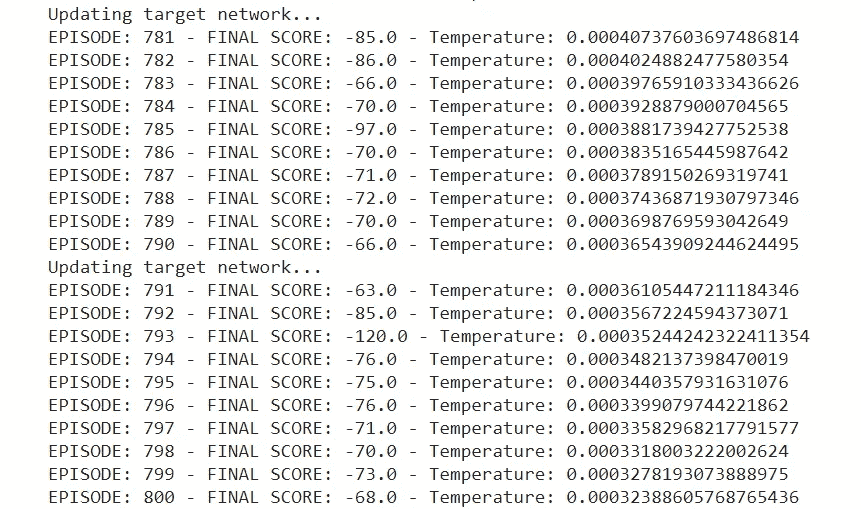 Updating target network...
EPISODE: 781 - FINAL SCORE: -85.0 - Temperature: 0.00040737603697486814
EPISODE: 782 - FINAL SCORE: -86.0 - Temperature: 0.0004024882477580354
EPISODE: 783 - FINAL SCORE: -66.0 - Temperature: 0.00039765910333436626
EPISODE: 784 - FINAL SCORE: -70.0 - Temperature: 0.0003928879000704565
EPISODE: 785 - FINAL SCORE: -97.0 - Temperature: 0.0003881739427752538
EPISODE: 786 - FINAL SCORE: -70.0 - Temperature: 0.0003835165445987642
EPISODE: 787 - FINAL SCORE: -71.0 - Temperature: 0.0003789150269319741
EPISODE: 788 - FINAL SCORE: -72.0 - Temperature: 0.00037436871930797346
EPISODE: 789 - FINAL SCORE: -70.0 - Temperature: 0.0003698769593042649
EPISODE: 790 - FINAL SCORE: -66.0 - Temperature: 0.00036543909244624495
Updating target network...
EPISODE: 791 - FINAL SCORE: -63.0 - Temperature: 0.00036105447211184346
EPISODE: 792 - FINAL SCORE: -85.0 - Temperature: 0.0003567224594373071
EPISODE: 793 - FINAL SCORE: -120.0 - Temperature: 0.00035244242322411354
EPISODE: 794 - FINAL SCORE: -76.0 - Temperature: 0.0003482137398470019
EPISODE: 795 - FINAL SCORE: -75.0 - Temperature: 0.0003440357931631076
EPISODE: 796 - FINAL SCORE: -76.0 - Temperature: 0.0003399079744221862
EPISODE: 797 - FINAL SCORE: -71.0 - Temperature: 0.00033582968217791577
EPISODE: 798 - FINAL SCORE: -70.0 - Temperature: 0.0003318003222002624
EPISODE: 799 - FINAL SCORE: -73.0 - Temperature: 0.0003278193073888975
EPISODE: 800 - FINAL SCORE: -68.0 - Temperature: 0.00032388605768765436